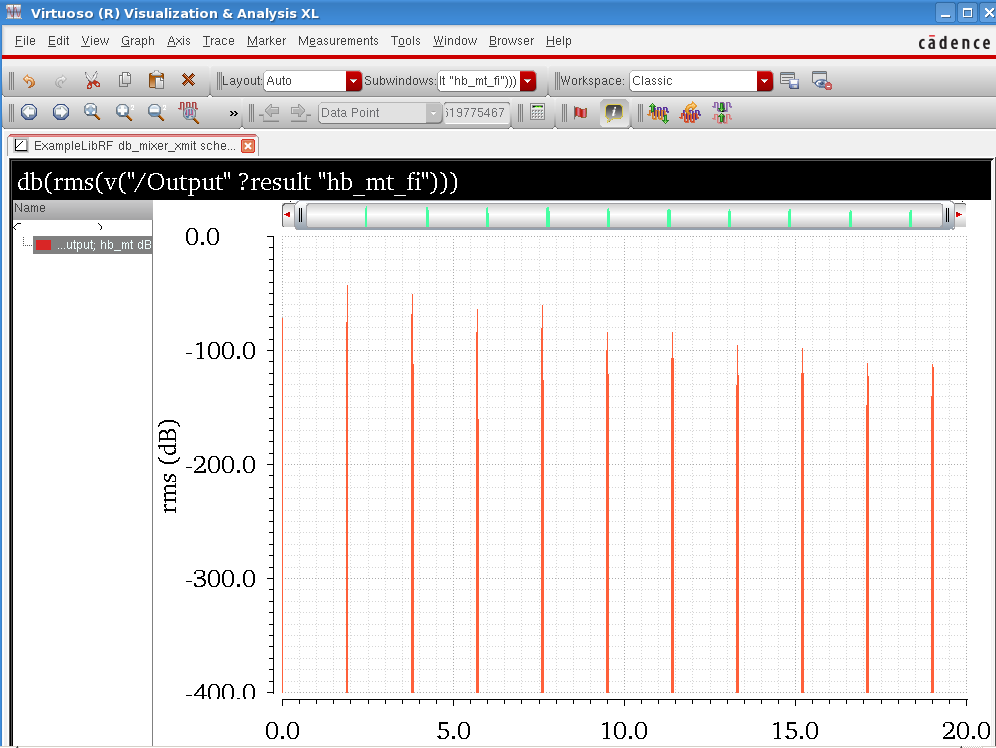 Virtuoso (R) Visualization & Analysis XL
File Edit View Graph Axis Trace Marker Measurements Tools Window Browser Help
cādence
Layout: Auto Subwindows: lt "hb_mt_fi"))) Workspace: Classic
» Data Point 519775467
ExampleLibRF db_mixer_xmit sche...
db(rms(v("/Output" ?result "hb_mt_fi")))
Name
...utput; hb_mt dB
0.0
-100.0
-200.0
-300.0
-400.0
rms (dB)
0.0 5.0 10.0 15.0 20.0